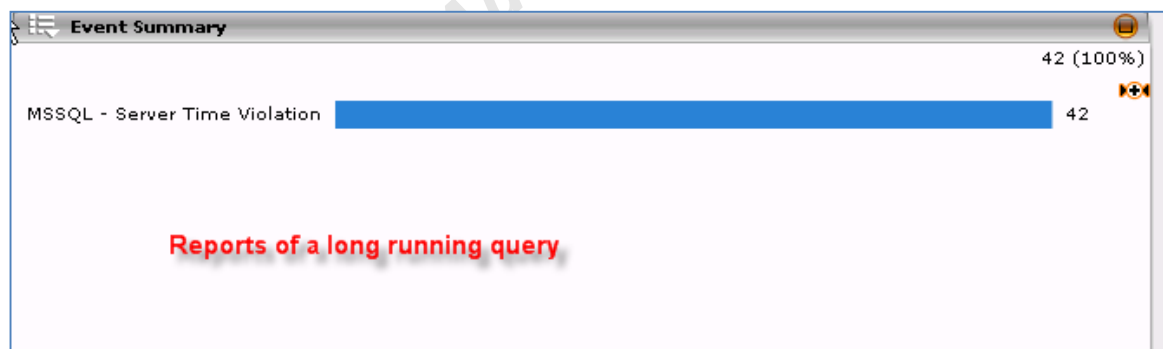 Event Summary
42 (100%)
MSSQL - Server Time Violation 42
Reports of a long running query